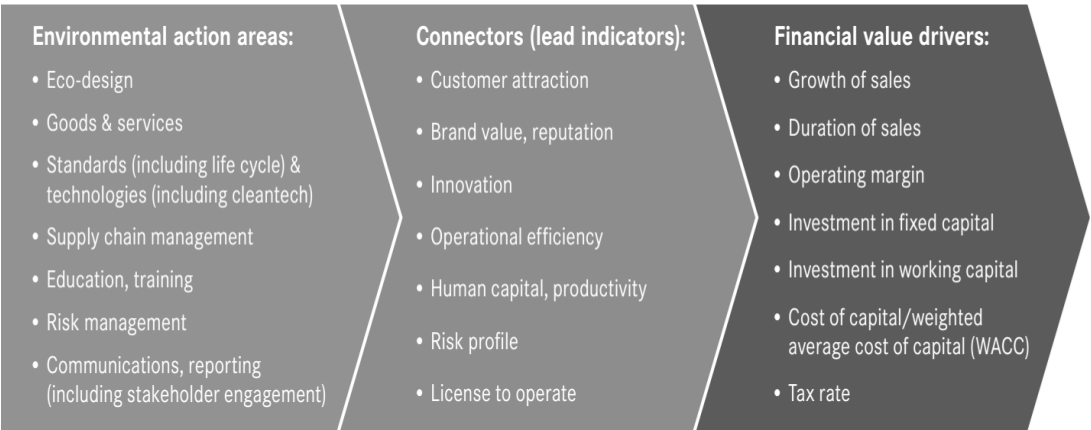 Environmental action areas:
• Eco-design
• Goods & services
• Standards (including life cycle) &
technologies (including cleantech)
• Supply chain management
• Education, training
• Risk management
• Communications, reporting
(including stakeholder engagement)
Connectors (lead indicators):
• Customer attraction
• Brand value, reputation
• Innovation
• Operational efficiency
• Human capital, productivity
• Risk profile
• License to operate
Financial value drivers:
• Growth of sales
• Duration of sales
• Operating margin
• Investment in fixed capital
• Investment in working capital
• Cost of capital/weighted
average cost of capital (WACC)
• Tax rate